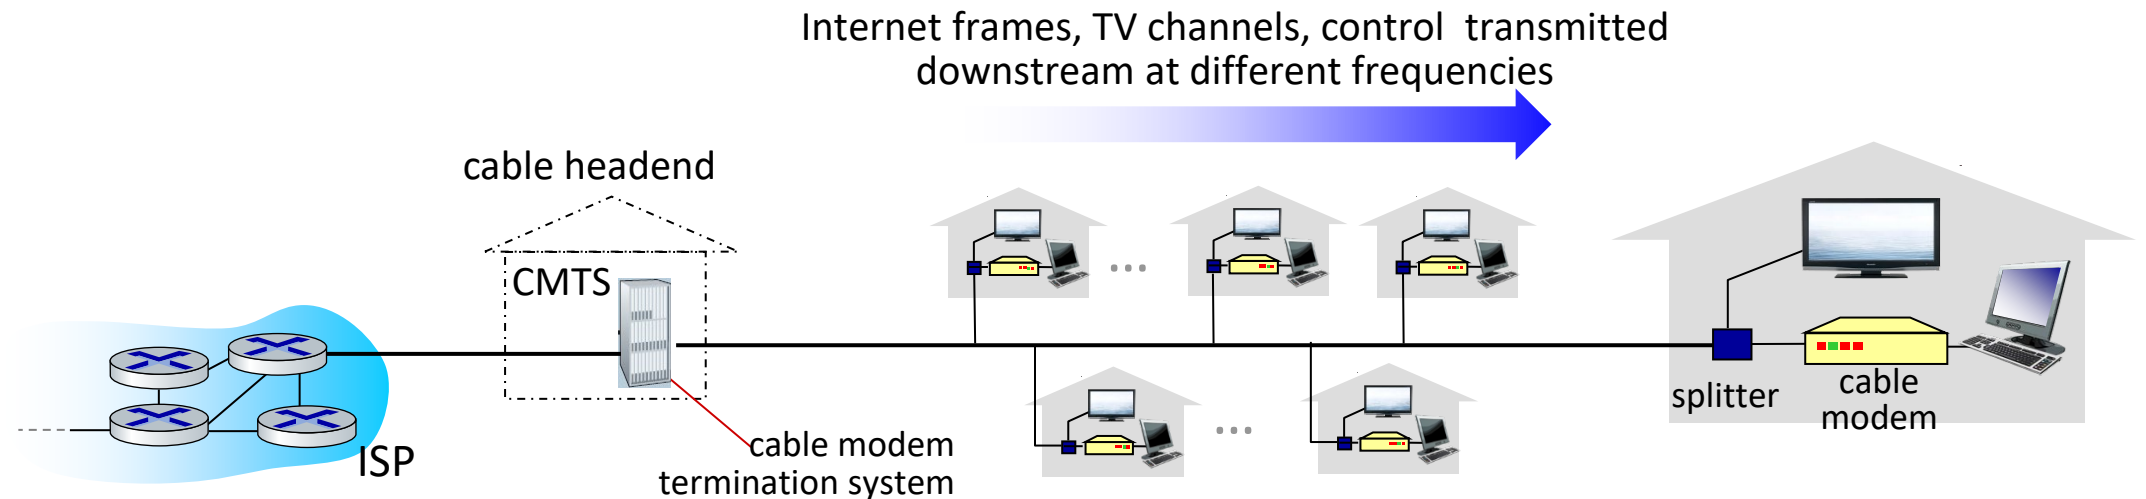 Internet frames, TV channels, control  transmitted
downstream at different frequencies
cable headend
CMTS
ISP
cable modem
termination system
splitter
cable
modem